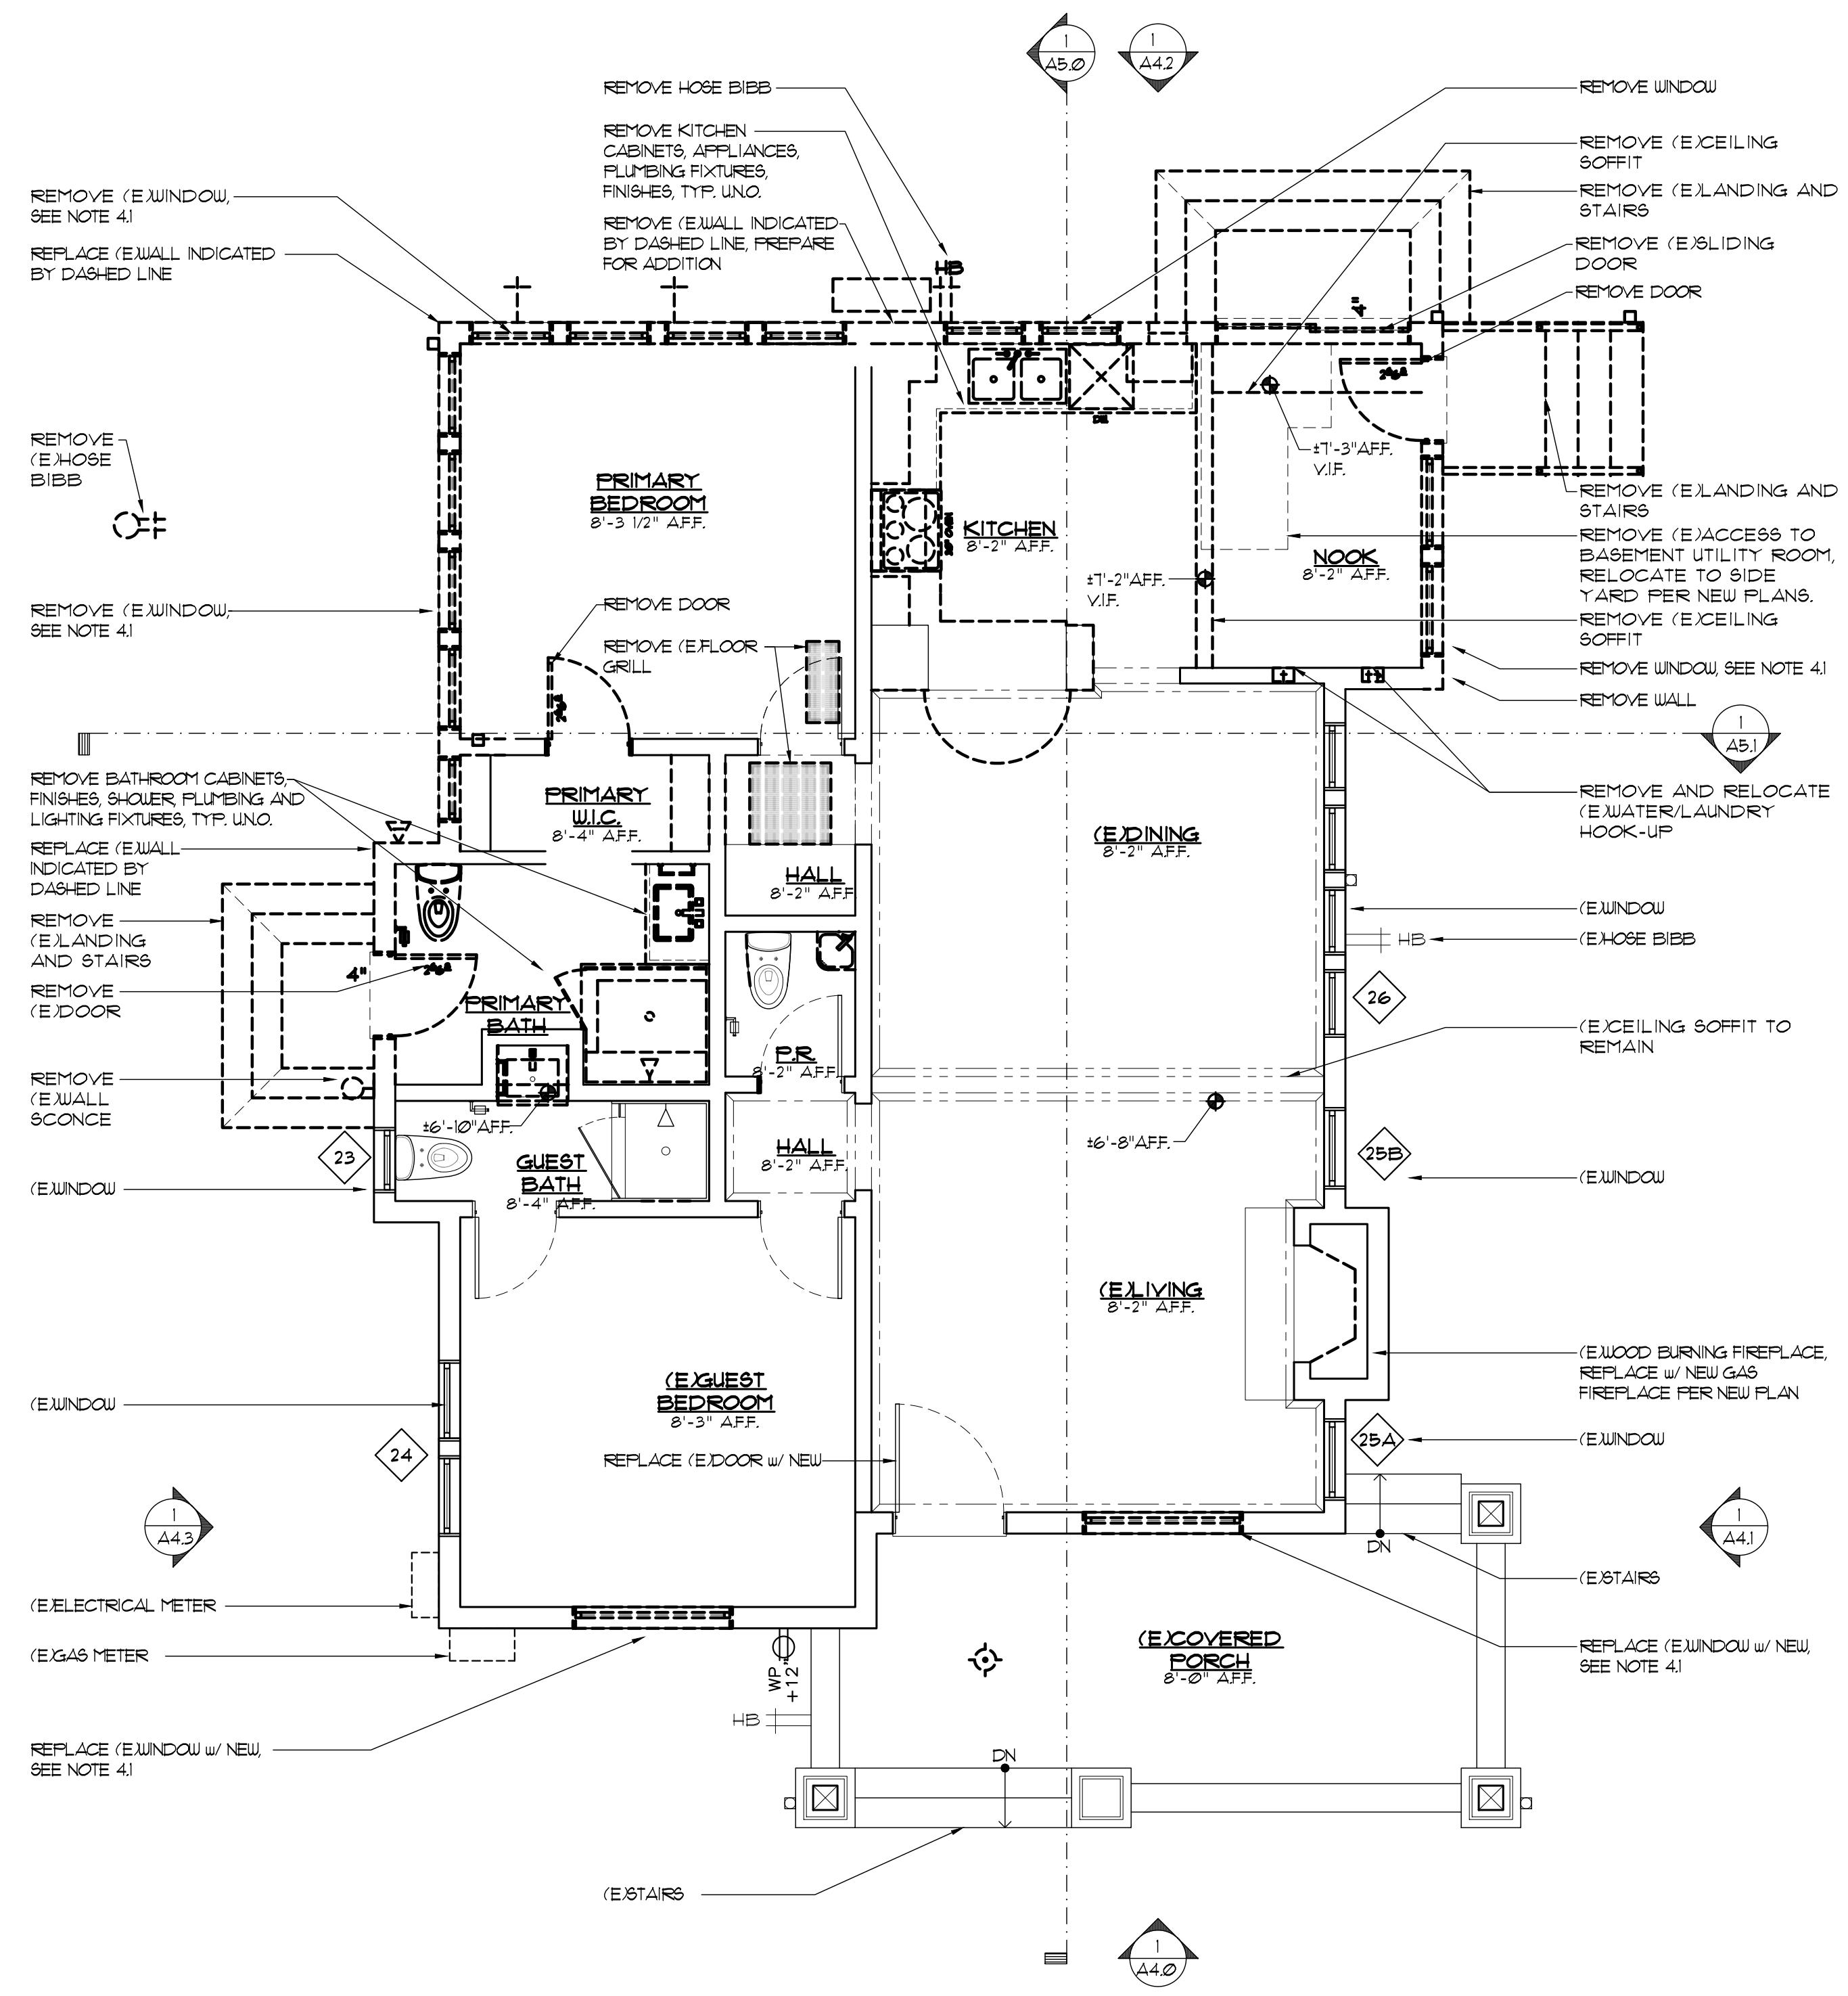 1
A5.0
1
A4.2
REMOVE HOSE BIBB
REMOVE KITCHEN
CABINETS, APPLIANCES,
PLUMBING FIXTURES,
FINISHES, TYP. U.N.O.
REMOVE (E)WALL INDICATED
BY DASHED LINE, PREPARE
FOR ADDITION
REMOVE (E)WINDOW,
SEE NOTE 4.1
REPLACE (E)WALL INDICATED
BY DASHED LINE
REMOVE
(E)HOSE
BIBB
REMOVE (E)WINDOW,
SEE NOTE 4.1
REMOVE BATHROOM CABINETS,
FINISHES, SHOWER, PLUMBING AND
LIGHTING FIXTURES, TYP. U.N.O.
REPLACE (E)WALL
INDICATED BY
DASHED LINE
REMOVE
(E)LANDING
AND STAIRS
REMOVE
(E)DOOR
REMOVE
(E)WALL
SCONCE
(E)WINDOW
(E)WINDOW
(E)ELECTRICAL METER
(E)GAS METER
REPLACE (E)WINDOW w/ NEW,
SEE NOTE 4.1
REMOVE WINDOW
REMOVE (E)CEILING
SOFFIT
REMOVE (E)LANDING AND
STAIRS
REMOVE (E)SLIDING
DOOR
REMOVE DOOR
REMOVE (E)LANDING AND
STAIRS
REMOVE (E)ACCESS TO
BASEMENT UTILITY ROOM,
RELOCATE TO SIDE
YARD PER NEW PLANS.
REMOVE (E)CEILING
SOFFIT
REMOVE WINDOW, SEE NOTE 4.1
REMOVE WALL
1
A5.1
REMOVE AND RELOCATE
(E)WATER/LAUNDRY
HOOK-UP
(E)WINDOW
(E)HOSE BIBB
(E)CEILING SOFFIT TO
REMAIN
(E)WINDOW
(E)WOOD BURNING FIREPLACE,
REPLACE w/ NEW GAS
FIREPLACE PER NEW PLAN
(E)WINDOW
1
A4.1
(E)STAIRS
REPLACE (E)WINDOW w/ NEW,
SEE NOTE 4.1
HB
4"
PRIMARY
BEDROOM
8'-3 1/2" A.F.F.
KITCHEN
8'-2" A.F.F.
±7'-3"A.F.F.
V.I.F.
NOOK
8'-2" A.F.F.
±7'-2"A.F.F.
V.I.F.
REMOVE DOOR
REMOVE (E)FLOOR
GRILL
PRIMARY
W.I.C.
8'-4" A.F.F.
HALL
8'-2" A.F.F.
(E)DINING
8'-2" A.F.F.
HB
4"
PRIMARY
BATH
P.R.
8'-2" A.F.F.
26
±6'-10"A.F.F.
23
GUEST
BATH
8'-4" A.F.F.
HALL
8'-2" A.F.F.
±6'-8"A.F.F.
25B
(E)LIVING
8'-2" A.F.F.
(E)GUEST
BEDROOM
8'-3" A.F.F.
REPLACE (E)DOOR w/ NEW
24
25A
1
A4.3
DN
WP
+12"
HB
(E)COVERED
PORCH
8'-0" A.F.F.
DN
(E)STAIRS
1
A4.0